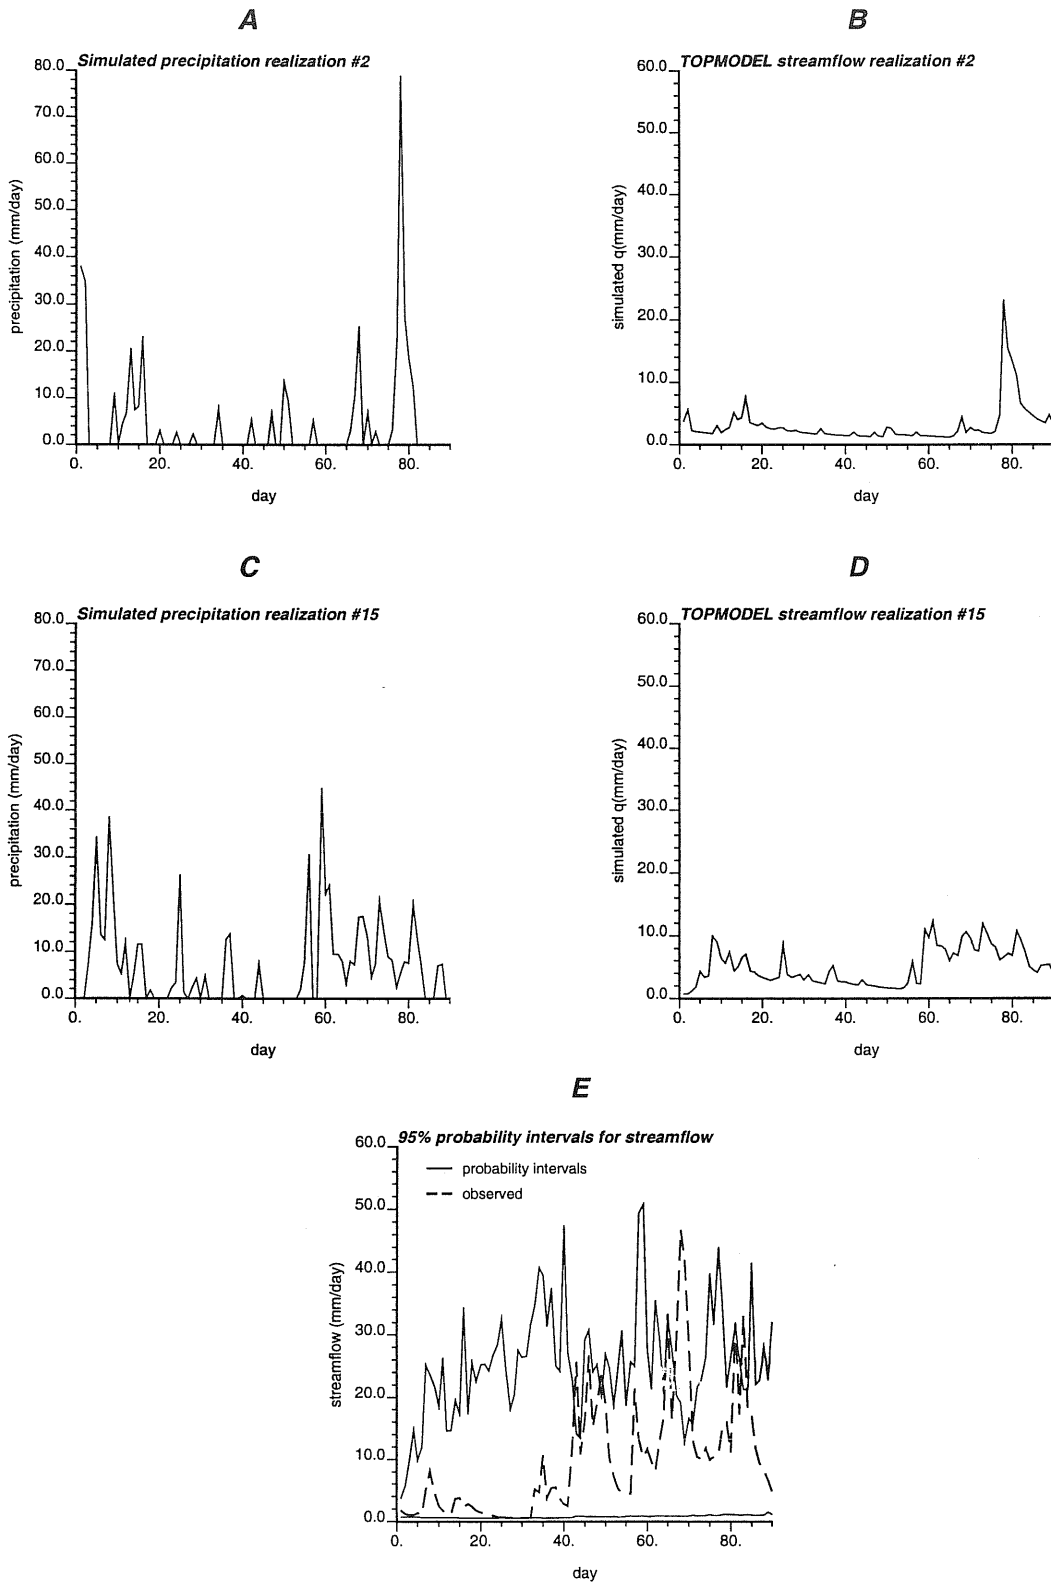 A
Simulated precipitation realization #2
80.0
70.0
60.0
50.0
40.0
30.0
20.0
10.0
0.0
precipitation (mm/day)
0. 20. 40. 60. 80.
day
B
TOPMODEL streamflow realization #2
60.0
50.0
40.0
30.0
20.0
10.0
0.0
simulated q(mm/day)
0. 20. 40. 60. 80.
day
C
Simulated precipitation realization #15
80.0
70.0
60.0
50.0
40.0
30.0
20.0
10.0
0.0
precipitation (mm/day)
0. 20. 40. 60. 80.
day
D
TOPMODEL streamflow realization #15
60.0
50.0
40.0
30.0
20.0
10.0
0.0
simulated q(mm/day)
0. 20. 40. 60. 80.
day
E
95% probability intervals for streamflow
probability intervals
observed
60.0
50.0
40.0
30.0
20.0
10.0
0.0
streamflow (mm/day)
0. 20. 40. 60. 80.
day